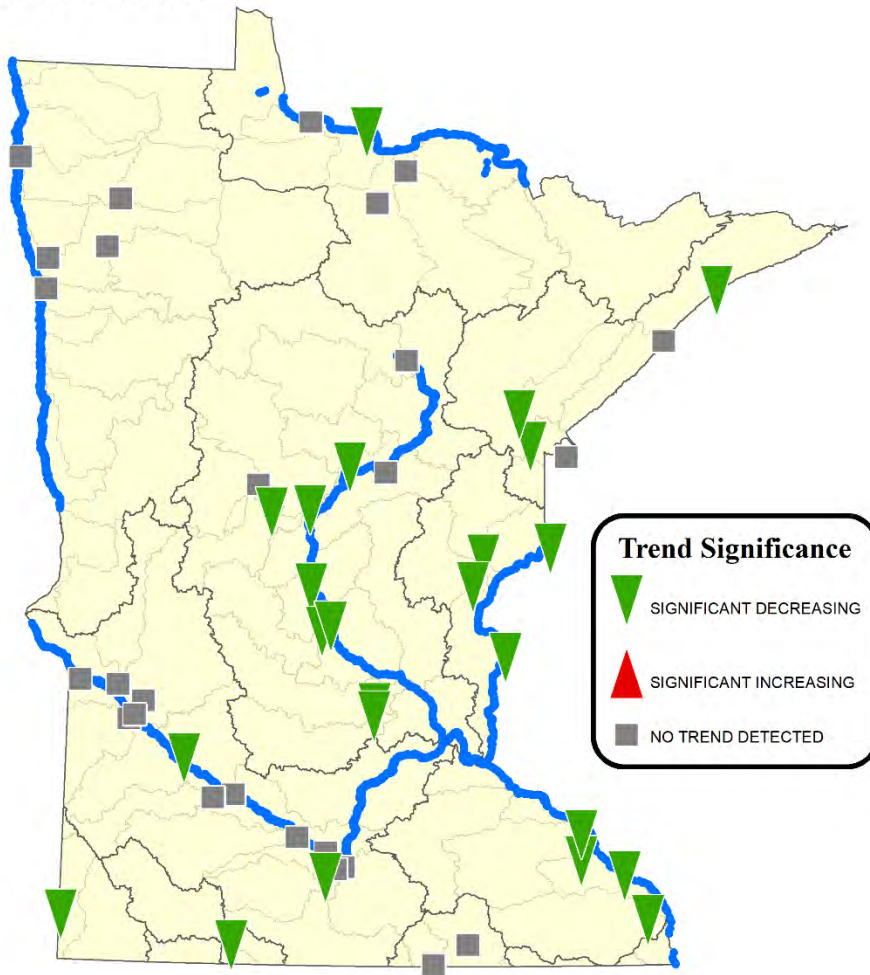 Trend Significance
SIGNIFICANT DECREASING
SIGNIFICANT INCREASING
NO TREND DETECTED